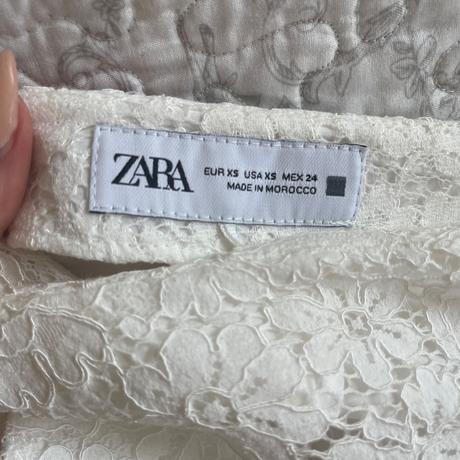 ZARA
EUR XS USA XS MEX 24
MADE IN MOROCCO